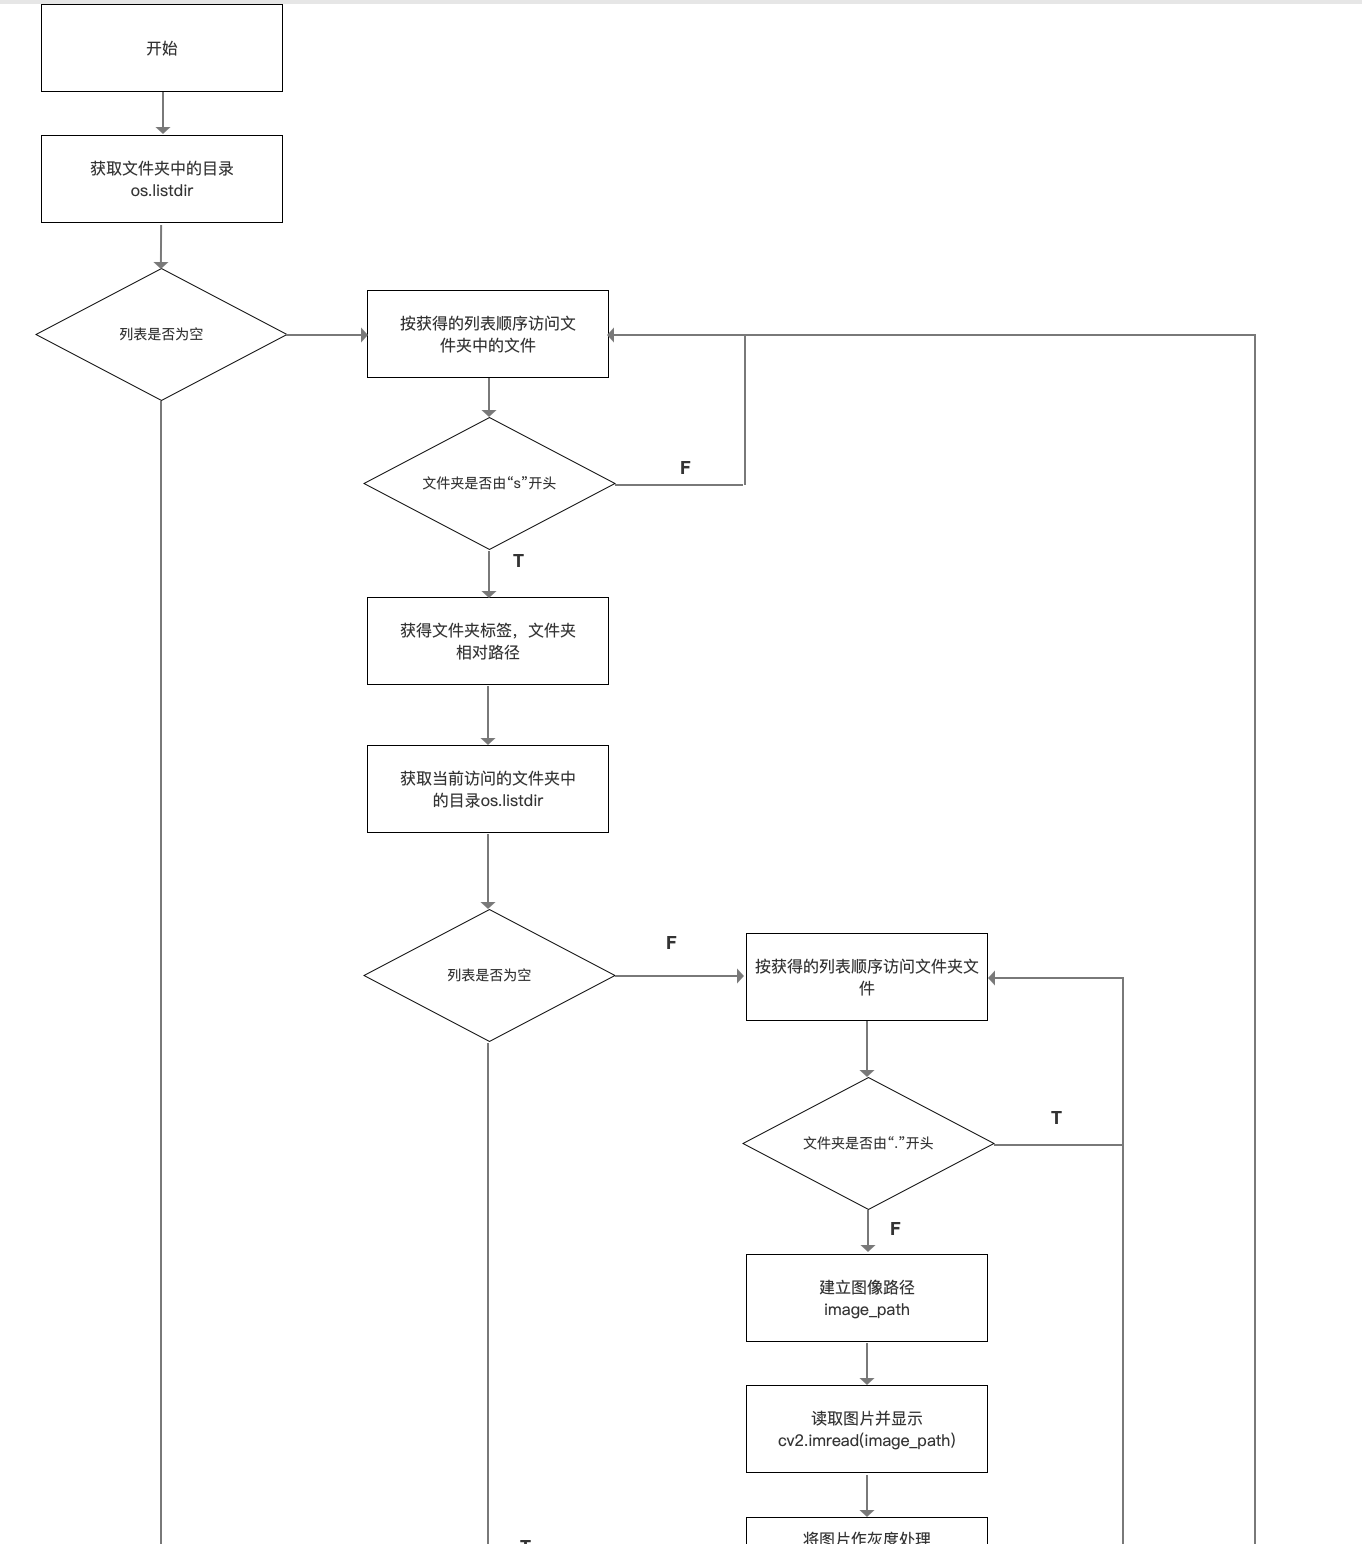 开始
获取文件夹中的目录
os.listdir
列表是否为空
按获得的列表顺序访问文
件夹中的文件
文件夹是否由“s”开头
F
T
获得文件夹标签，文件夹
相对路径
获取当前访问的文件夹中
的目录os.listdir
列表是否为空
F
按获得的列表顺序访问文件夹文
件
文件夹是否由“.”开头
T
F
建立图像路径
image_path
读取图片并显示
cv2.imread(image_path)
将图片作灰度处理
T